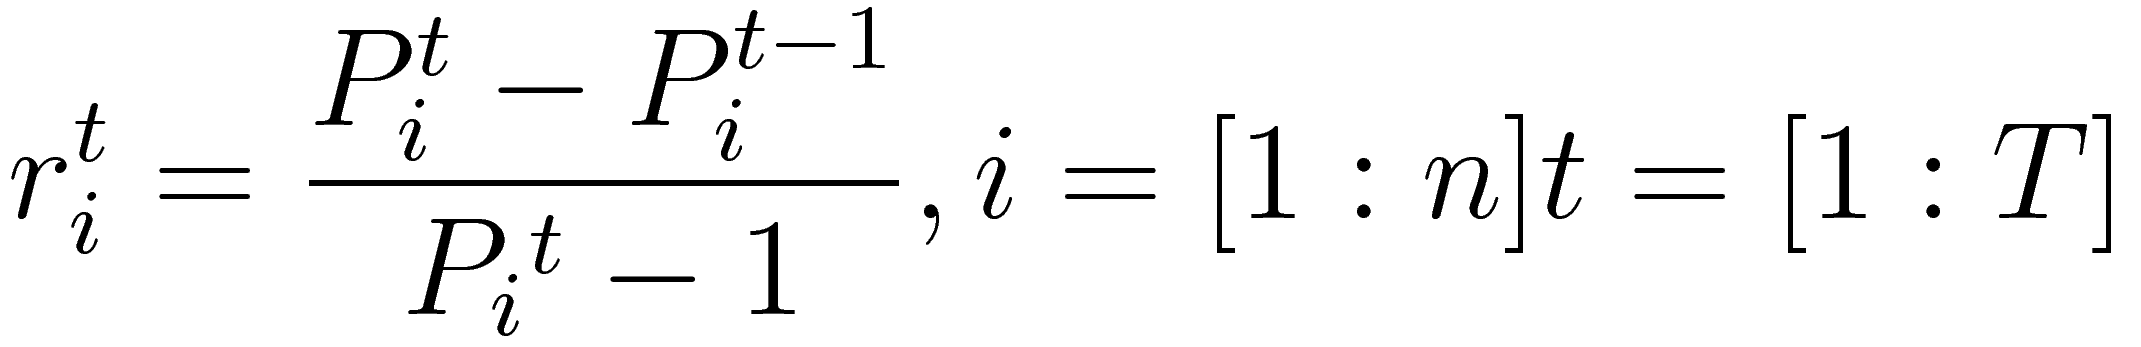 r_i^t = \frac{P_i^t - P_i^{t-1}}{{P_i}^t - 1}, i = [1 : n] t = [1 : T]